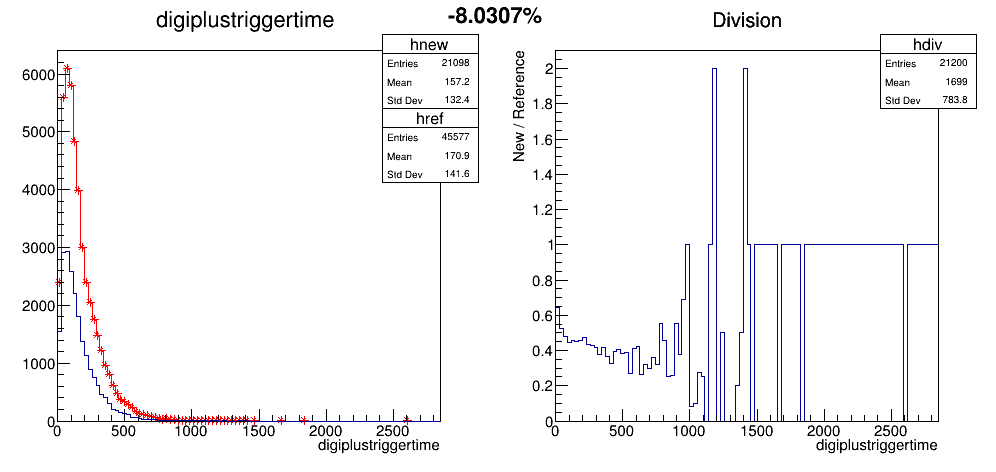 digiplustriggertime
-8.0307%
Division
hnew
Entries 21098
Mean 157.2
Std Dev 132.4
href
Entries 45577
Mean 170.9
Std Dev 141.6
6000
5000
4000
3000
2000
1000
0
0 500 1000 1500 2000 2500
digiplustriggertime
hdiv
Entries 21200
Mean 1699
Std Dev 783.8
New / Reference
2
1.8
1.6
1.4
1.2
1
0.8
0.6
0.4
0.2
0
0 500 1000 1500 2000 2500
digiplustriggertime